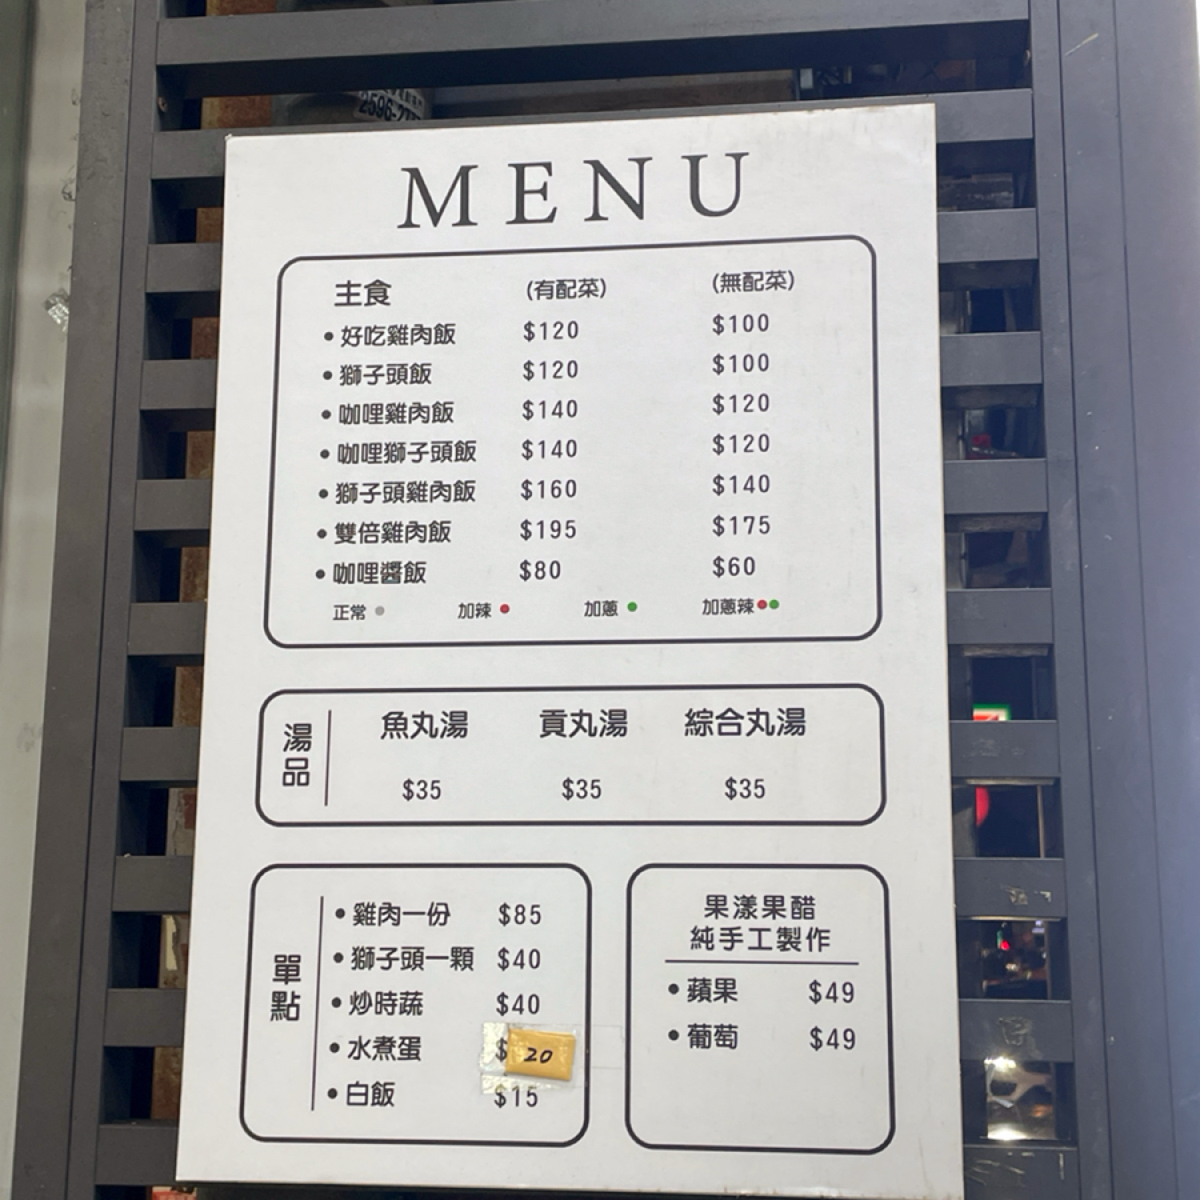 2596-27
MENU
主食 (有配菜) (無配菜)
•好吃雞肉飯 $120 $100
•獅子頭飯 $120 $100
•咖哩雞肉飯 $140 $120
•咖哩獅子頭飯 $140 $120
•獅子頭雞肉飯 $160 $140
•雙倍雞肉飯 $195 $175
•咖哩醬飯 $80 $60
正常 加辣 加蔥 加蔥辣
湯品
魚丸湯 貢丸湯 綜合丸湯
$35 $35 $35
單點
•雞肉一份 $85
•獅子頭一顆 $40
•炒時蔬 $40
•水煮蛋 $20
•白飯 $15
果漾果醋
純手工製作
•蘋果 $49
•葡萄 $49